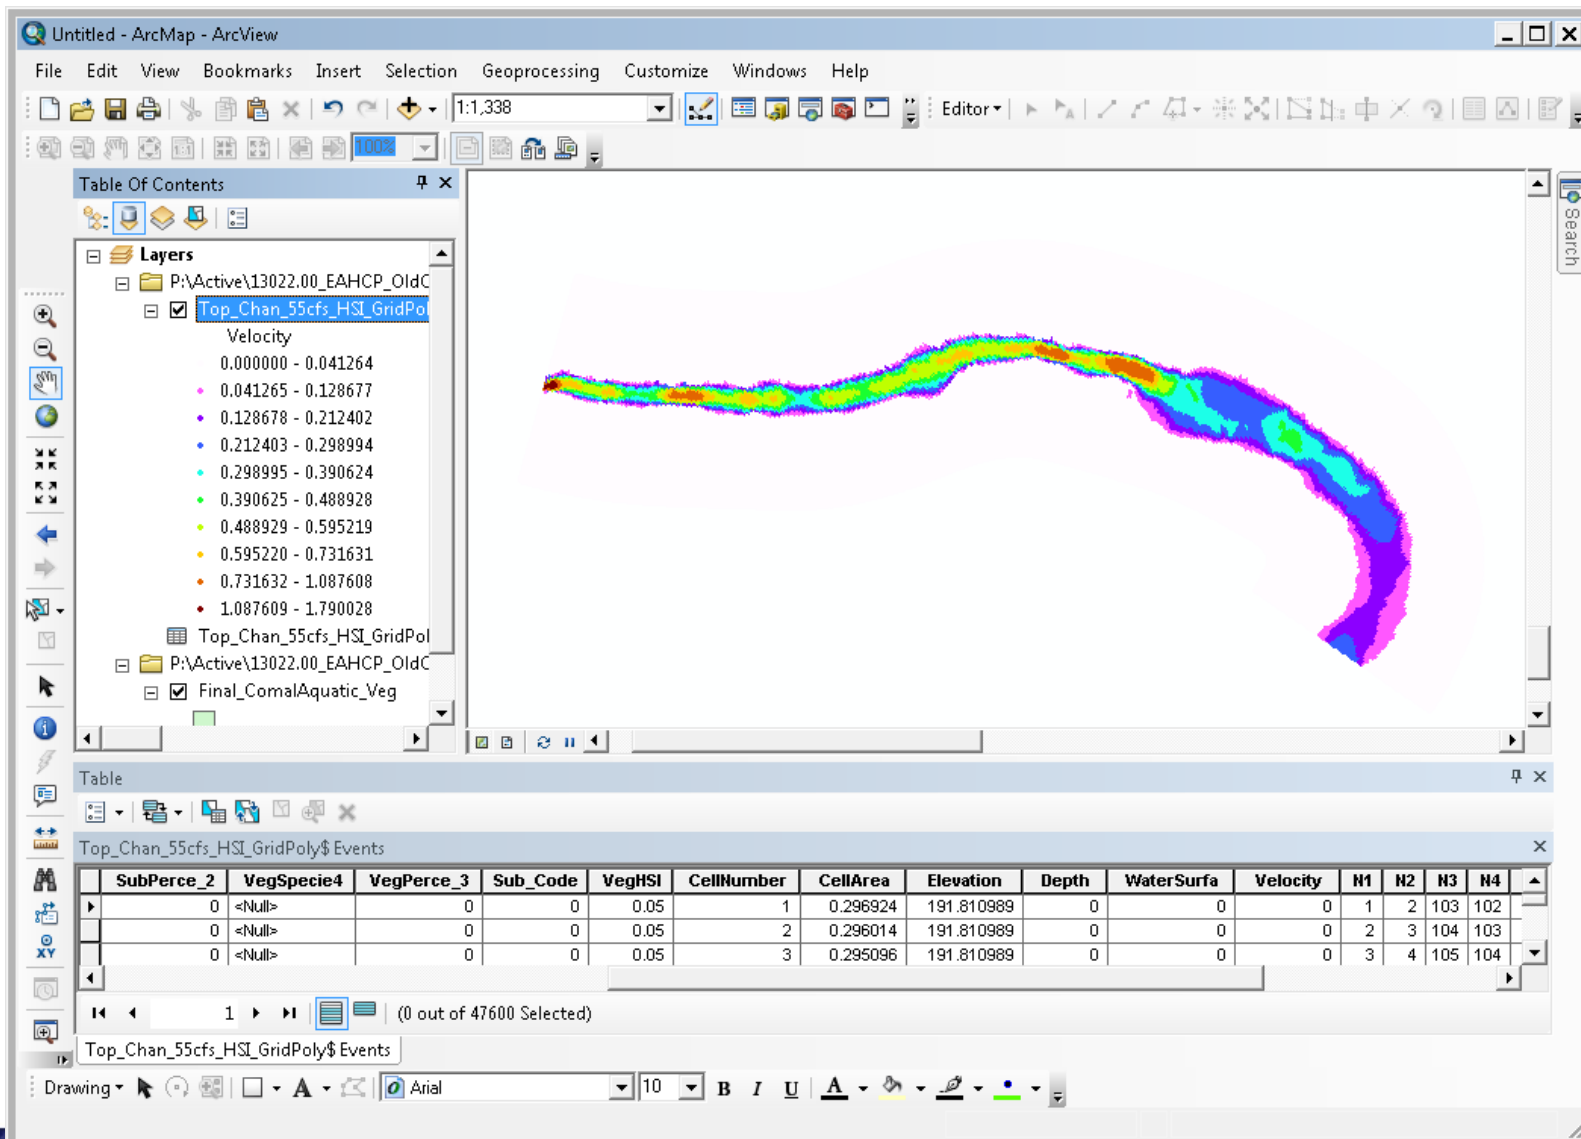 Untitled - ArcMap - ArcView
File Edit View Bookmarks Insert Selection Geoprocessing Customize Windows Help
1:1,338 Editor
100%
Table Of Contents
Search
Layers
P:\Active\13022.00_EAHCP_OldC
Top_Chan_55cfs_HSI_GridPol
Velocity
0.000000 - 0.041264
0.041265 - 0.128677
0.128678 - 0.212402
0.212403 - 0.298994
0.298995 - 0.390624
0.390625 - 0.488928
0.488929 - 0.595219
0.595220 - 0.731631
0.731632 - 1.087608
1.087609 - 1.790028
Top_Chan_55cfs_HSI_GridPol
P:\Active\13022.00_EAHCP_OldC
Final_ComalAquatic_Veg
Table
Top_Chan_55cfs_HSI_GridPoly$ Events
SubPerce_2 VegSpecie4 VegPerce_3 Sub_Code VegHSI CellNumber CellArea Elevation Depth WaterSurfa Velocity N1 N2 N3 N4
0 <Null> 0 0 0.05 1 0.296924 191.810989 0 0 0 1 2 103 102
0 <Null> 0 0 0.05 2 0.296014 191.810989 0 0 0 2 3 104 103
0 <Null> 0 0 0.05 3 0.295096 191.810989 0 0 0 3 4 105 104
1 (0 out of 47600 Selected)
Top_Chan_55cfs_HSI_GridPoly$ Events
Drawing A Arial 10 B I U A
XY